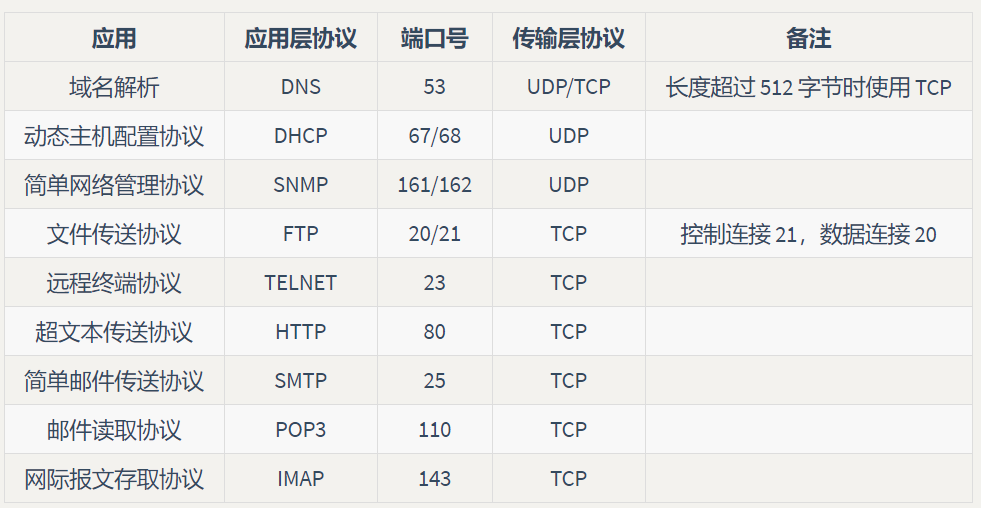 应用 应用层协议 端口号 传输层协议 备注
域名解析 DNS 53 UDP/TCP 长度超过 512 字节时使用 TCP
动态主机配置协议 DHCP 67/68 UDP
简单网络管理协议 SNMP 161/162 UDP
文件传送协议 FTP 20/21 TCP 控制连接 21，数据连接 20
远程终端协议 TELNET 23 TCP
超文本传送协议 HTTP 80 TCP
简单邮件传送协议 SMTP 25 TCP
邮件读取协议 POP3 110 TCP
网际报文存取协议 IMAP 143 TCP